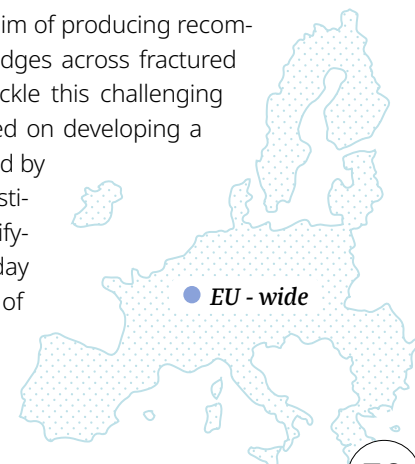 im of producing recom-
dges across fractured
ckle this challenging
ed on developing a
d by
sti-
ify-
day
of
EU - wide